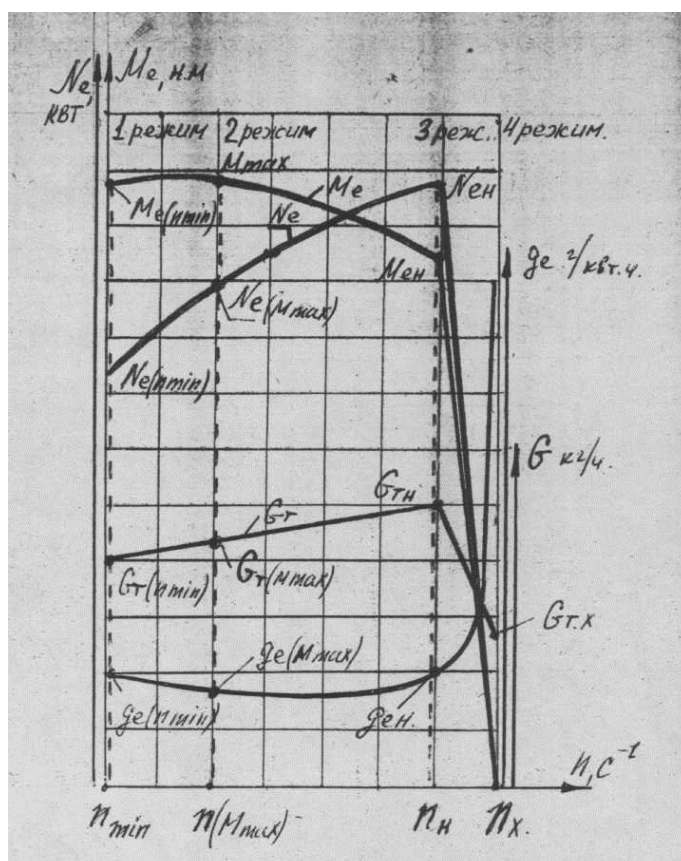 Ne, Me, н.м
квт
1 режим 2 режим 3 реж. 4 режим.
Mmax
Me
Neн
Me(nmin)
Ne
Meн
ge г/квт.ч.
Ne(Mmax)
Ne(nmin)
G кг/ч.
Gтн
Gт
Gт(nmin)
Gт(Mmax)
Gт.х
ge(Mmax)
ge(nmin)
geн.
n, с⁻¹
nmin n(Mmax) nн nх.